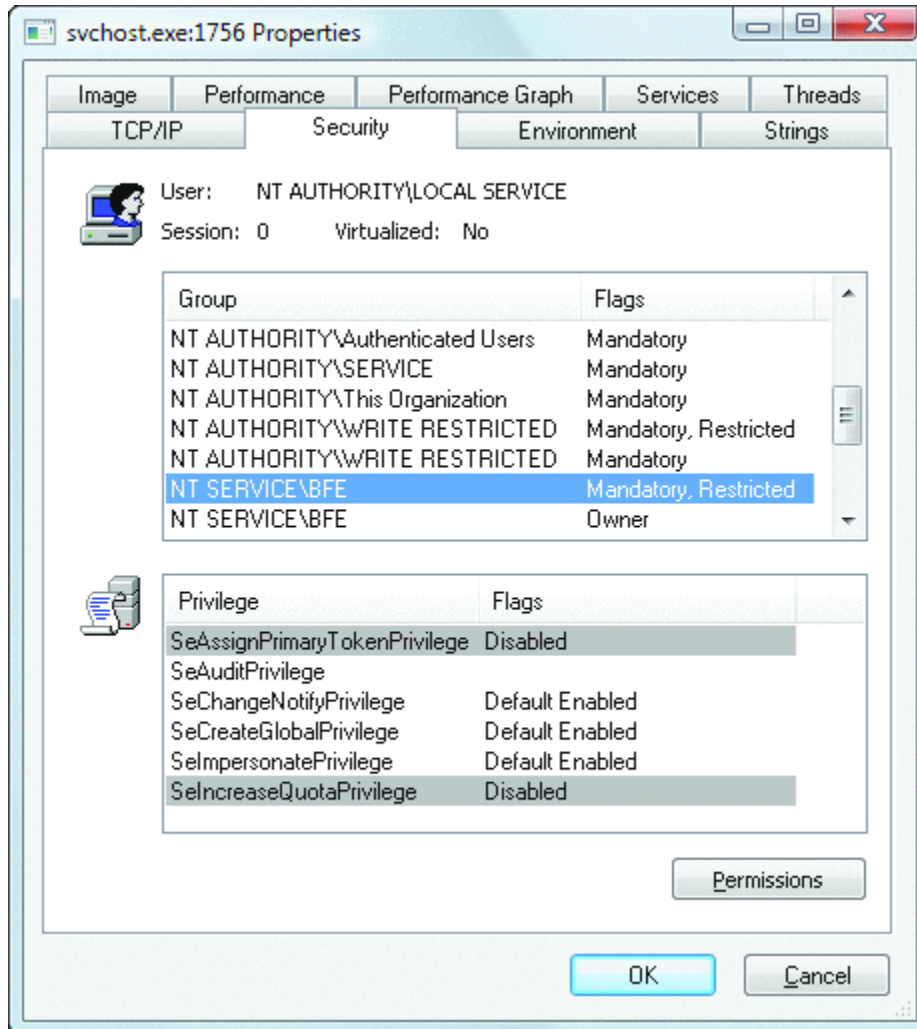 svchost.exe:1756 Properties
Image Performance Performance Graph Services Threads
TCP/IP Security Environment Strings
User: NT AUTHORITY\LOCAL SERVICE
Session: 0 Virtualized: No
Group Flags
NT AUTHORITY\Authenticated Users Mandatory
NT AUTHORITY\SERVICE Mandatory
NT AUTHORITY\This Organization Mandatory
NT AUTHORITY\WRITE RESTRICTED Mandatory, Restricted
NT AUTHORITY\WRITE RESTRICTED Mandatory
NT SERVICE\BFE Mandatory, Restricted
NT SERVICE\BFE Owner
Privilege Flags
SeAssignPrimaryTokenPrivilege Disabled
SeAuditPrivilege
SeChangeNotifyPrivilege Default Enabled
SeCreateGlobalPrivilege Default Enabled
SeImpersonatePrivilege Default Enabled
SeIncreaseQuotaPrivilege Disabled
Permissions
OK Cancel